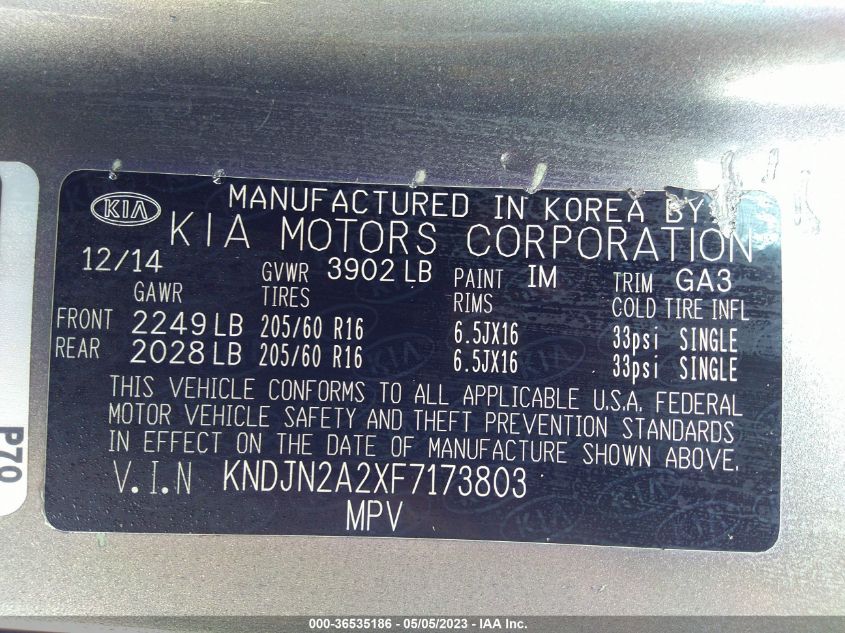 MANUFACTURED IN KOREA BY
KIA KIA MOTORS CORPORATION
12/14 GVWR 3902 LB PAINT IM TRIM GA3
GAWR TIRES RIMS COLD TIRE INFL
FRONT 2249 LB 205/60 R16 6.5JX16 33psi SINGLE
REAR 2028 LB 205/60 R16 6.5JX16 33psi SINGLE
THIS VEHICLE CONFORMS TO ALL APPLICABLE U.S.A. FEDERAL
MOTOR VEHICLE SAFETY AND THEFT PREVENTION STANDARDS
IN EFFECT ON THE DATE OF MANUFACTURE SHOWN ABOVE.
V.I.N KNDJN2A2XF7173803
MPV
P70
000-36535186 - 05/05/2023 - IAA Inc.